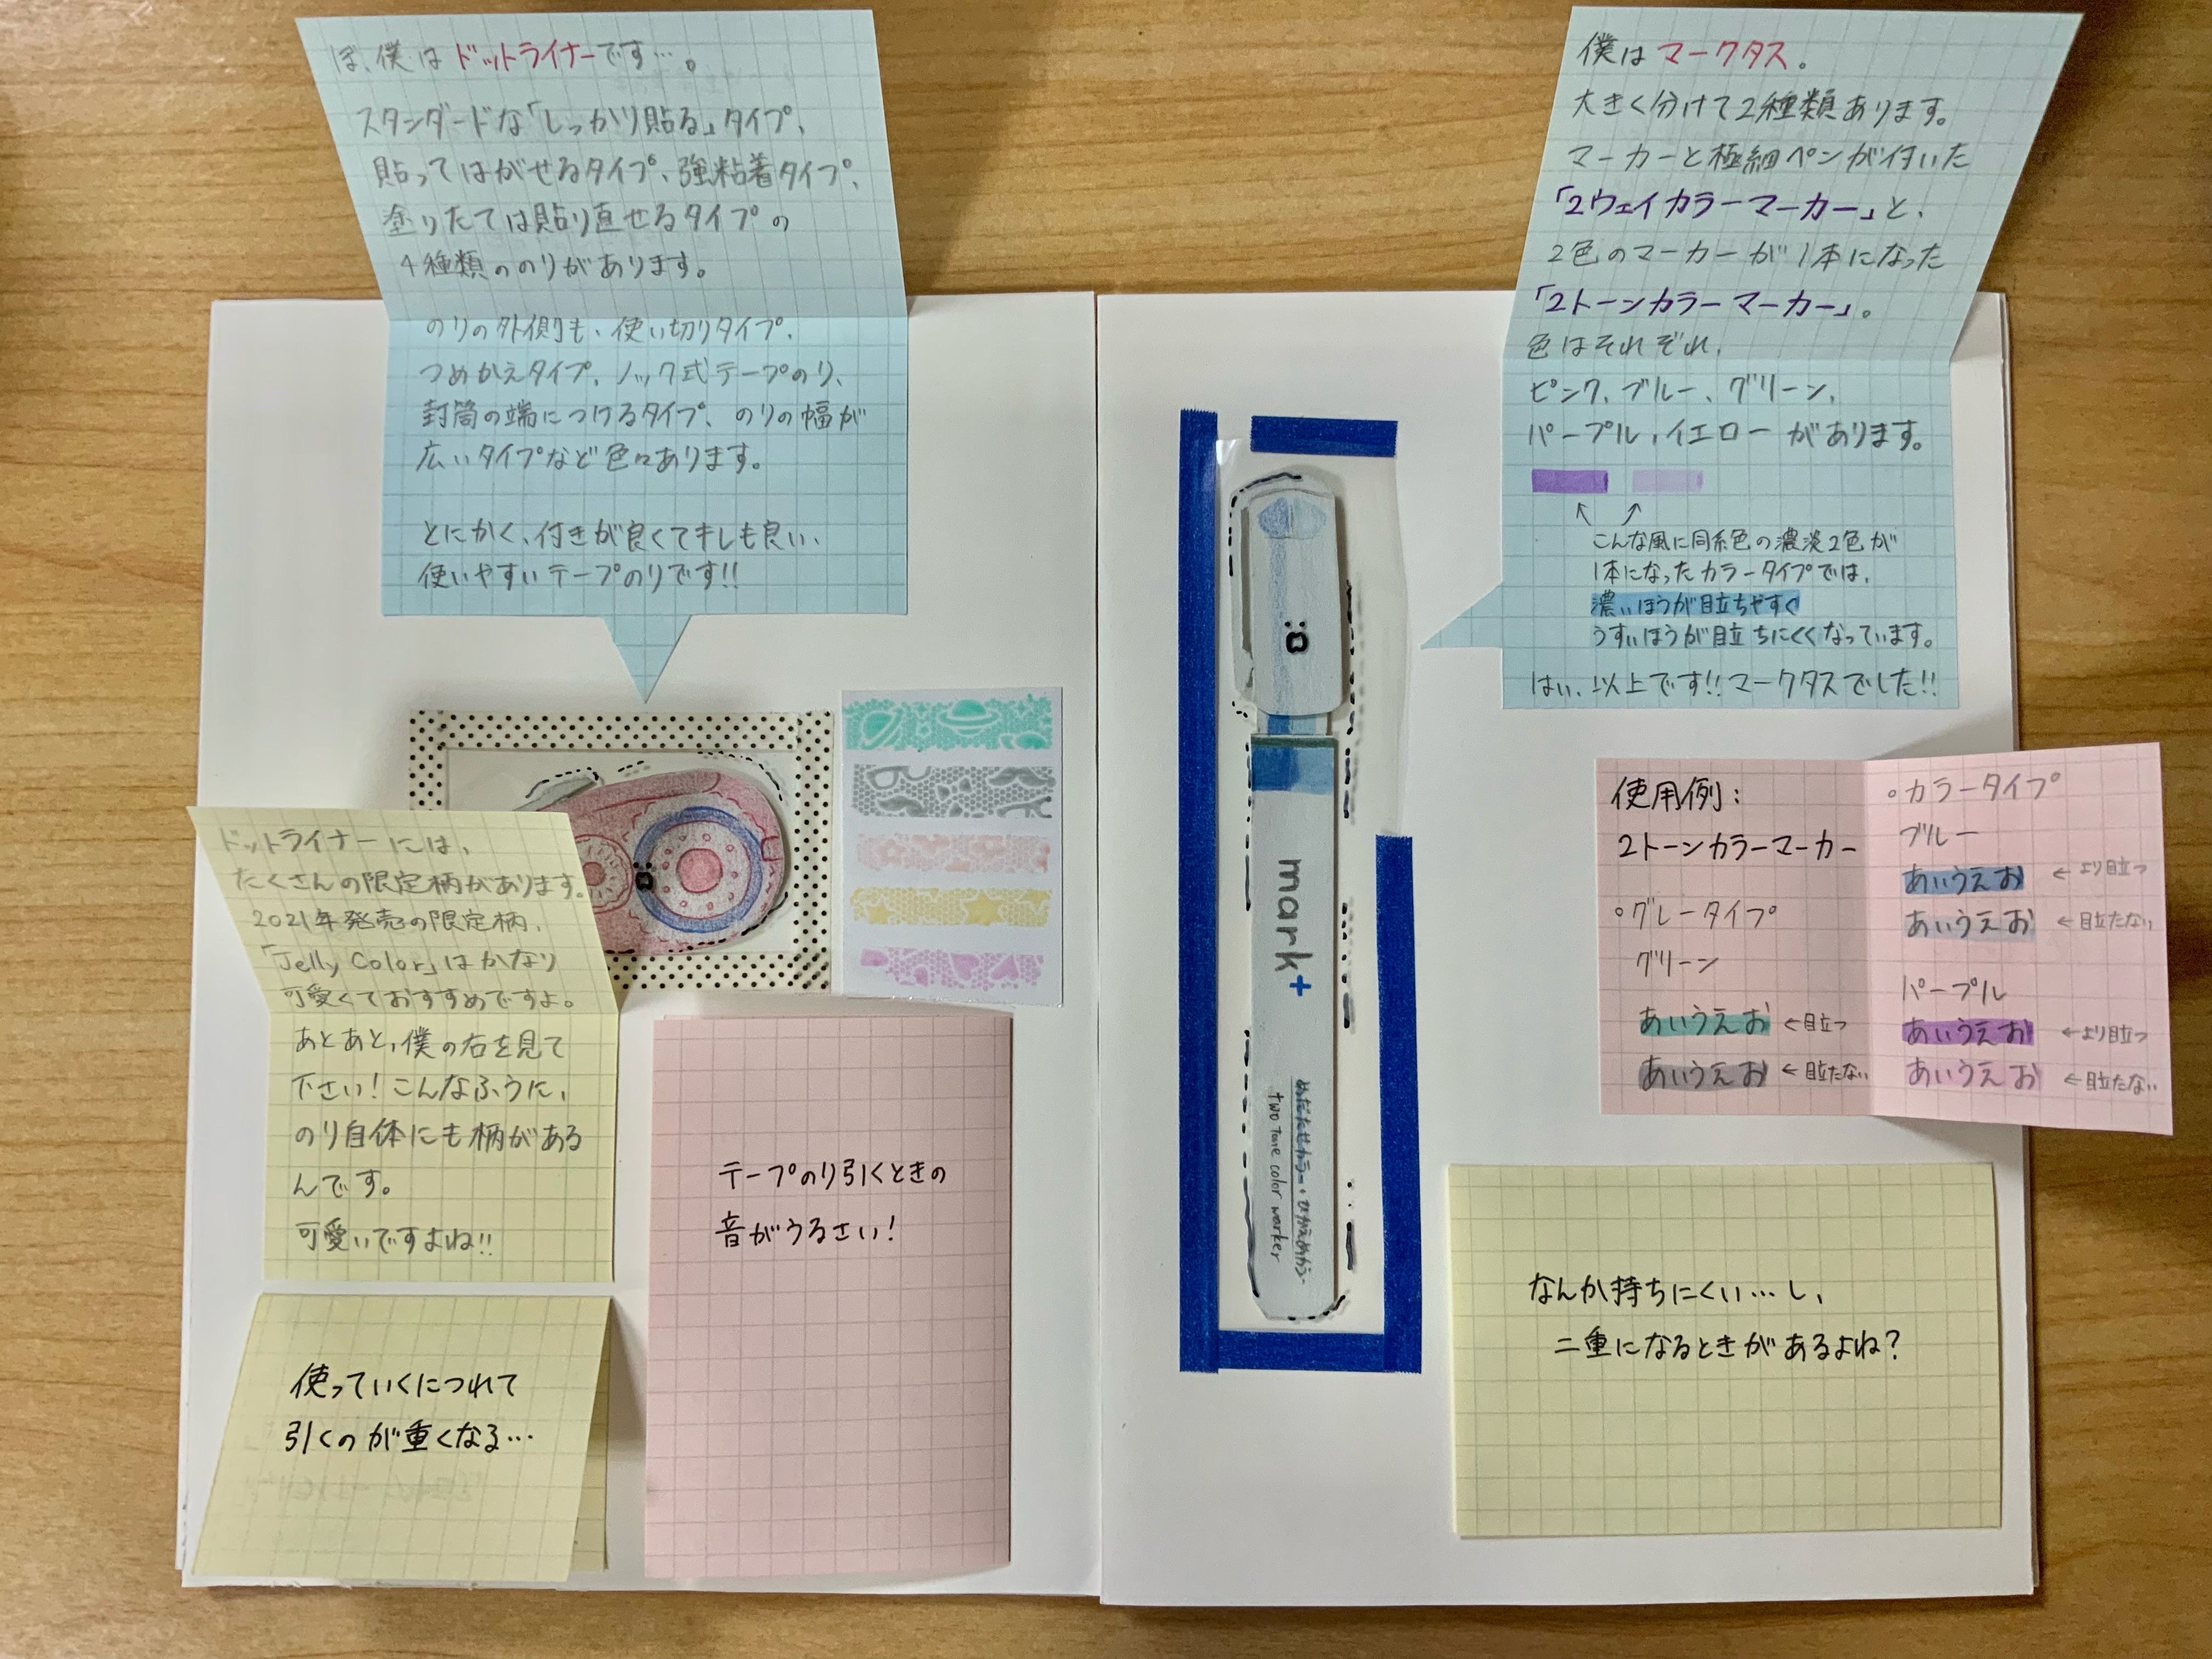 ぼ、僕はドットライナーです…。
スタンダードな「しっかり貼る」タイプ、
貼ってはがせるタイプ、強粘着タイプ、
塗りたては貼り直せるタイプの
4種類ののりがあります。
のりの外側も、使い切りタイプ、
つめかえタイプ、ノック式テープのり、
封筒の端につけるタイプ、のりの幅が
広いタイプなど色々あります。
とにかく、付きが良くてキレも良い、
使いやすいテープのりです!!
ドットライナーには、
たくさんの限定柄があります。
2021年発売の限定柄、
「Jelly Color」はかなり
可愛くておすすめですよ。
あとあと、僕の右を見て
下さい!こんなふうに、
のり自体にも柄がある
んです。
可愛いですよね!!
使っていくにつれて
引くのが重くなる…
テープのり引くときの
音がうるさい!
僕はマークタス。
大きく分けて2種類あります。
マーカーと極細ペンが付いた
「2ウェイカラーマーカー」と、
2色のマーカーが1本になった
「2トーンカラーマーカー」。
色はそれぞれ、
ピンク、ブルー、グリーン、
パープル、イエローがあります。
こんな風に同系色の濃淡2色が
1本になったカラータイプでは、
濃いほうが目立ちやすく
うすいほうが目立ちにくくなっています。
はい、以上です!!マークタスでした!!
mark+
two tone color marker
使用例:
2トーンカラーマーカー
○グレータイプ
グリーン
あいうえお ←目立つ
あいうえお ←目立たない
○カラータイプ
ブルー
あいうえお ←より目立つ
あいうえお ←目立たない
パープル
あいうえお ←より目立つ
あいうえお ←目立たない
なんか持ちにくい…し、
二重になるときがあるよね?